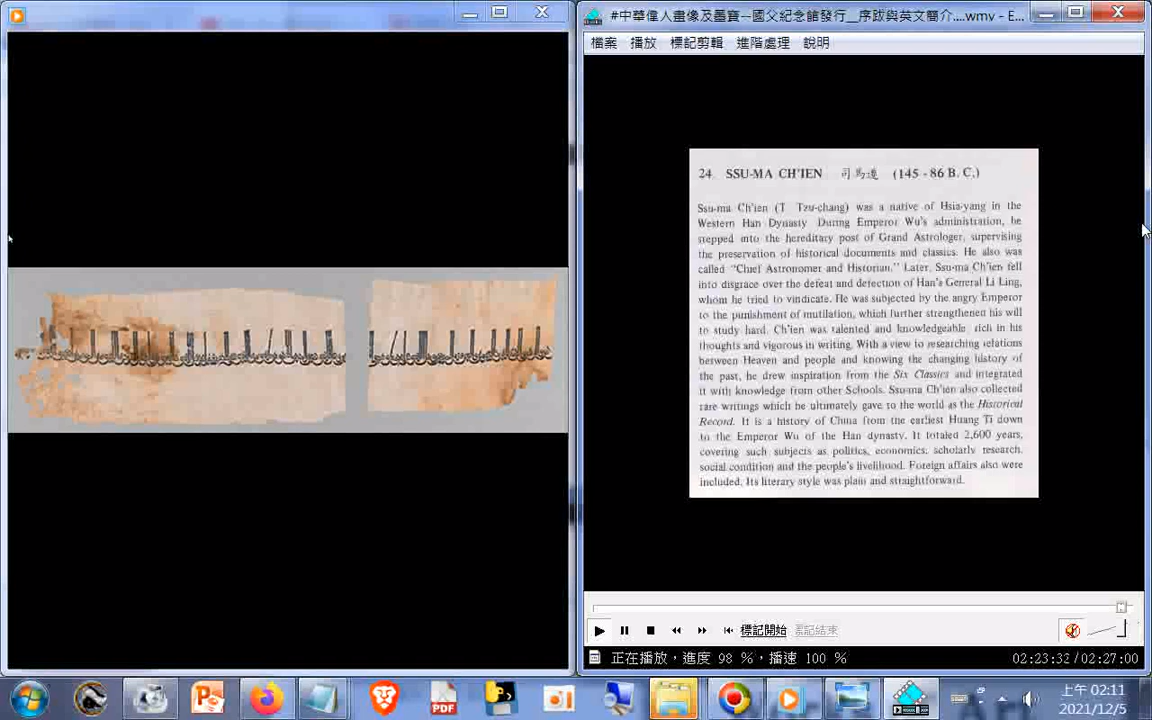 #中華偉人畫像及墨寶─國父紀念館發行__序跋與英文簡介....wmv - E...
檔案 播放 標記剪輯 進階處理 說明
24. SSU-MA CH'IEN 司馬遷 (145 - 86 B. C.)
Ssu-ma Ch'ien (T Tzu-chang) was a native of Hsia-yang in the
Western Han Dynasty During Emperor Wu's administration, he
stepped into the hereditary post of Grand Astrologer, supervising
the preservation of historical documents and classics. He also was
called "Chief Astronomer and Historian." Later, Ssu-ma Ch'ien fell
into disgrace over the defeat and defection of Han's General Li Ling,
whom he tried to vindicate. He was subjected by the angry Emperor
to the punishment of mutilation, which further strengthened his will
to study hard. Ch'ien was talented and knowledgeable rich in his
thoughts and vigorous in writing. With a view to researching relations
between Heaven and people and knowing the changing history of
the past, he drew inspiration from the Six Classics and integrated
it with knowledge from other Schools. Ssu-ma Ch'ien also collected
rare writings which he ultimately gave to the world as the Historical
Record. It is a history of China from the earliest Huang Ti down
to the Emperor Wu of the Han dynasty. It totaled 2,600 years,
covering such subjects as politics, economics, scholarly research,
social condition and the people's livelihood. Foreign affairs also were
included. Its literary style was plain and straightforward.
標記開始 標記結束
正在播放，進度 98 %，播速 100 % 02:23:33 / 02:27:00
PDF
上午 02:11
2021/12/5